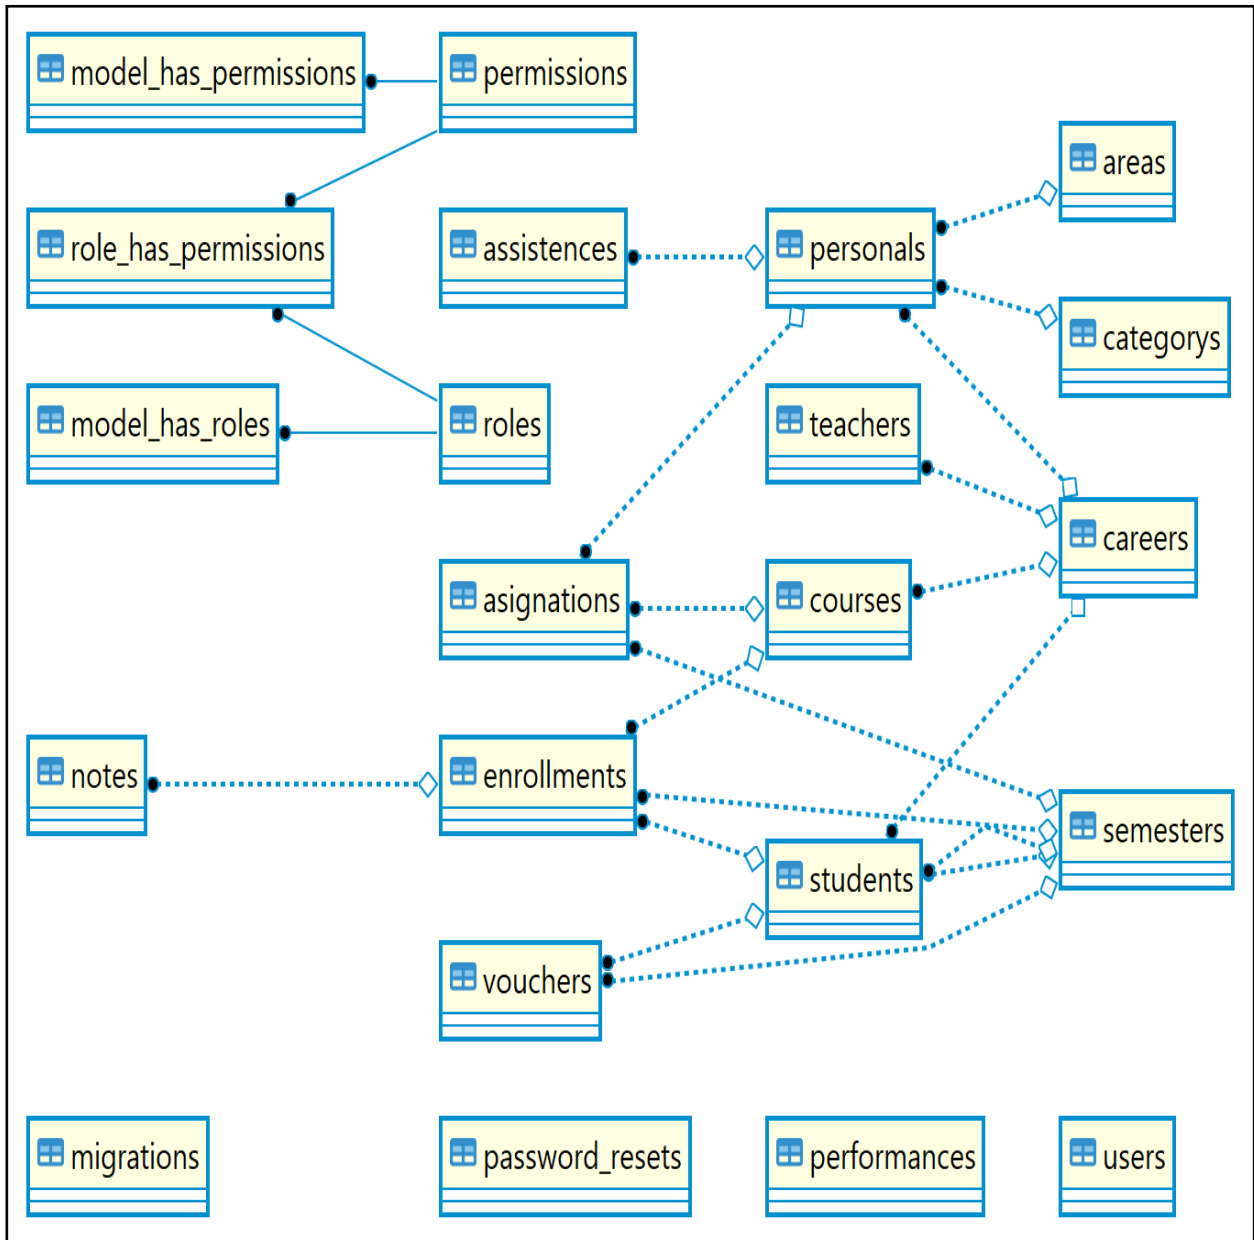 model_has_permissions
permissions
areas
role_has_permissions
assistences
personals
categorys
model_has_roles
roles
teachers
careers
asignations
courses
notes
enrollments
semesters
students
vouchers
migrations
password_resets
performances
users